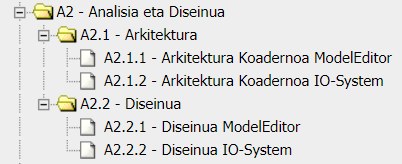 A2 - Analisia eta Diseinua
A2.1 - Arkitektura
A2.1.1 - Arkitektura Koadernoa ModelEditor
A2.1.2 - Arkitektura Koadernoa IO-System
A2.2 - Diseinua
A2.2.1 - Diseinua ModelEditor
A2.2.2 - Diseinua IO-System